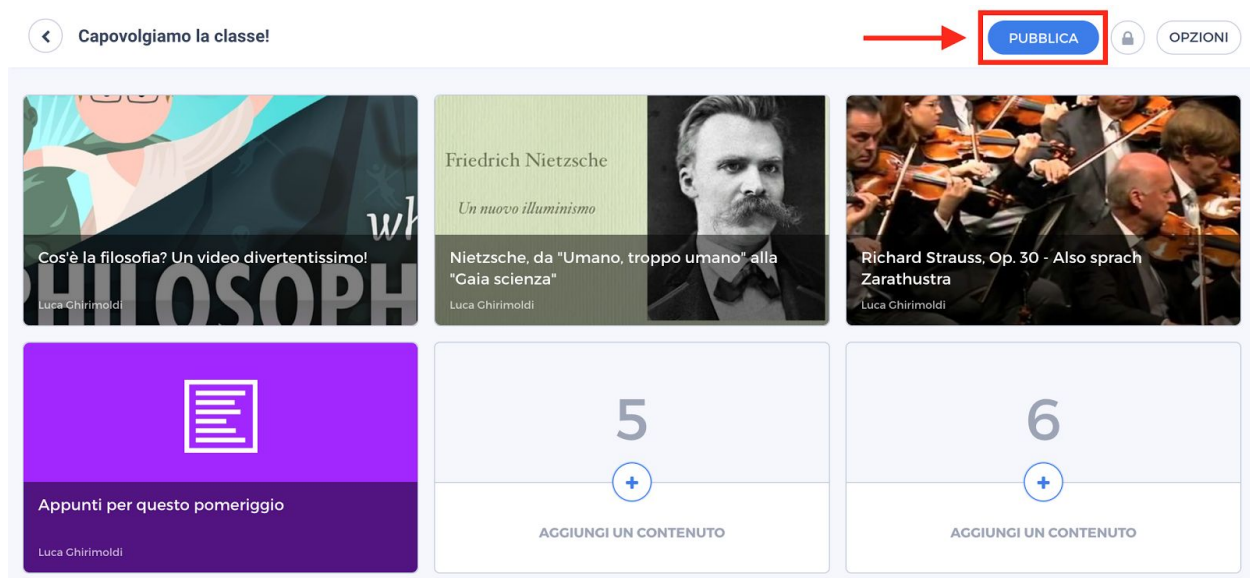 Capovolgiamo la classe!
PUBBLICA
OPZIONI
wh
PHILOSOPH
Cos'è la filosofia? Un video divertentissimo!
Luca Ghirimoldi
Friedrich Nietzsche
Un nuovo illuminismo
Nietzsche, da "Umano, troppo umano" alla
"Gaia scienza"
Luca Ghirimoldi
Richard Strauss, Op. 30 - Also sprach
Zarathustra
Luca Ghirimoldi
Appunti per questo pomeriggio
Luca Ghirimoldi
5
+
AGGIUNGI UN CONTENUTO
6
+
AGGIUNGI UN CONTENUTO